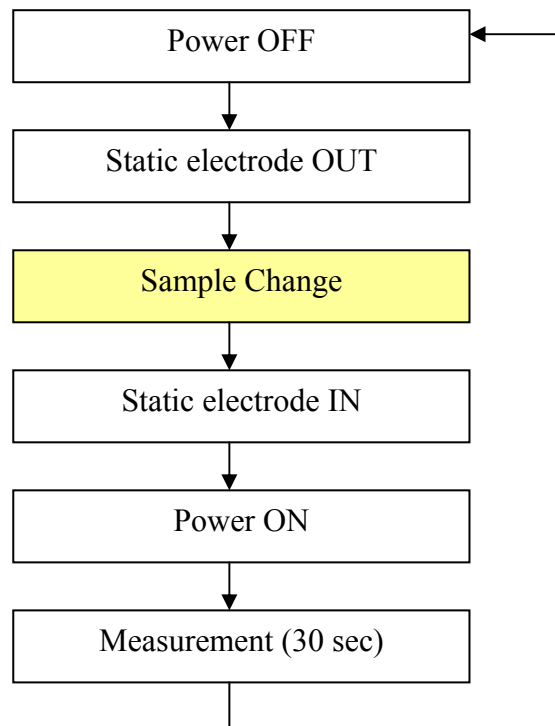 Power OFF
Static electrode OUT
Sample Change
Static electrode IN
Power ON
Measurement (30 sec)